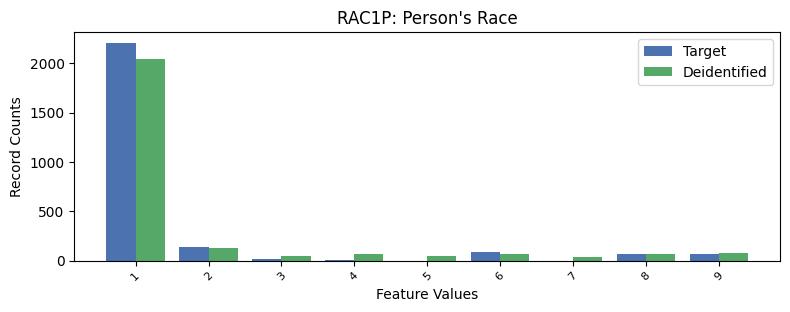 RAC1P: Person's Race
Target
Deidentified
Record Counts
2000
1500
1000
500
0
1 2 3 4 5 6 7 8 9
Feature Values